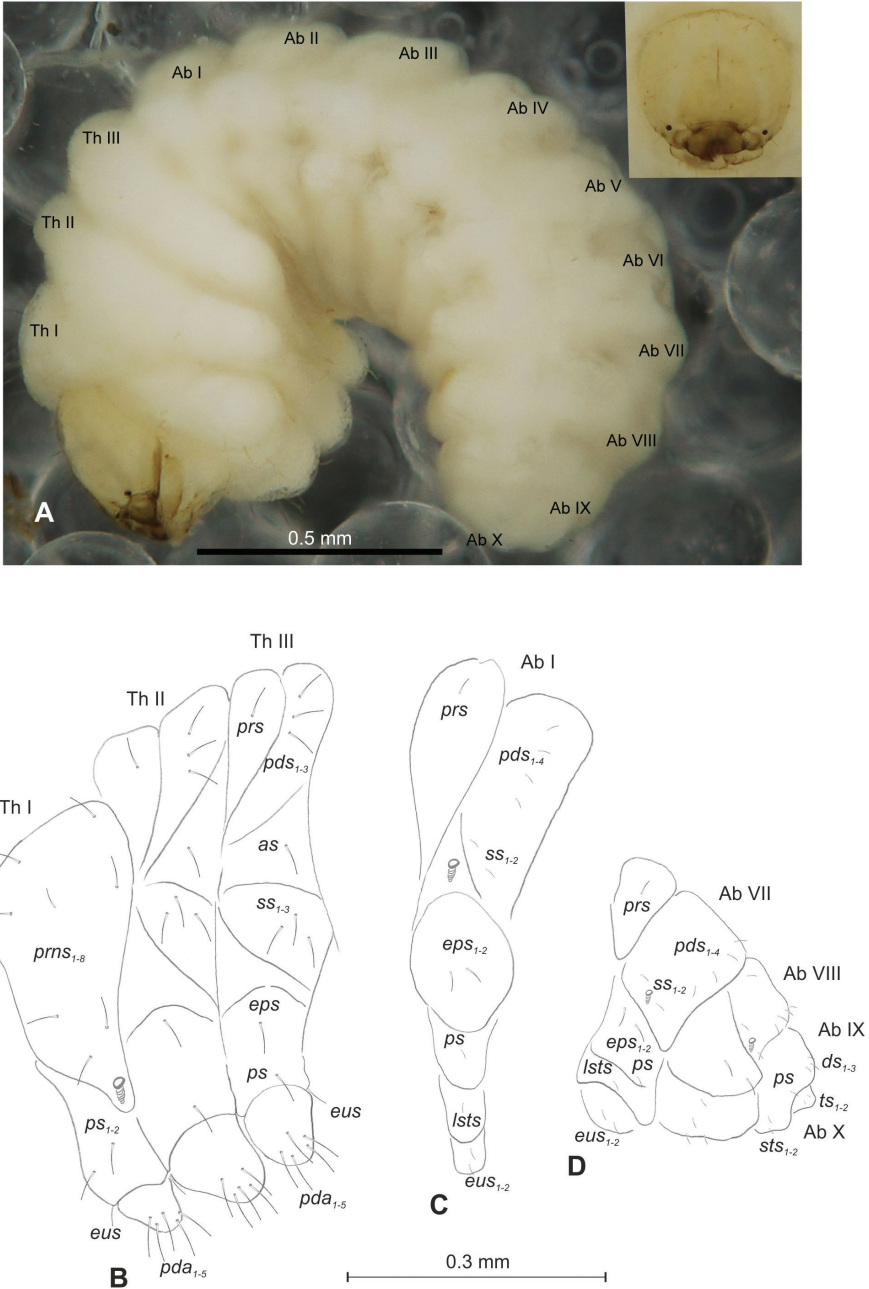 Ab II
Ab III
Ab I
Ab IV
Th III
Ab V
Th II
Ab VI
Th I
Ab VII
Ab VIII
A
Ab IX
0.5 mm
Ab X
Th III
Ab I
Th II
prs
prs
pds1-3
pds1-4
Th I
as
ss1-2
ss1-3
prs
Ab VII
prns1-8
eps1-2
pds1-4
Ab VIII
ss1-2
eps
ps
eps1-2
Ab IX
ps
lsts
ps
ps
ds1-3
ps1-2
eus
lsts
ts1-2
eus1-2
Ab X
D
sts1-2
eus1-2
pda1-5
C
eus
pda1-5
B
0.3 mm